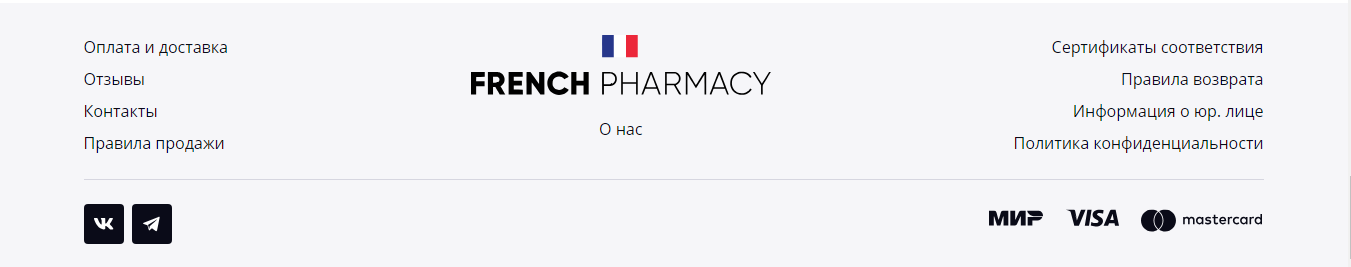 Оплата и доставка
Отзывы
Контакты
Правила продажи
FRENCH PHARMACY
О нас
Сертификаты соответствия
Правила возврата
Информация о юр. лице
Политика конфиденциальности
МИР VISA mastercard